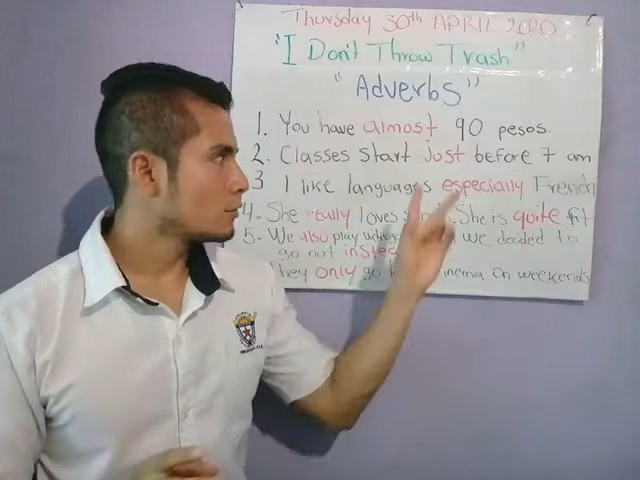 Thursday 30th APRIL 2020
"I Don't Throw Trash"
"Adverbs"
1. You have almost 90 pesos.
2. Classes start just before 7 am
3 I like languages especially French
4. She really loves She is quite fit
5. We also play we decided to
go out instead
They only go cinema on weekends